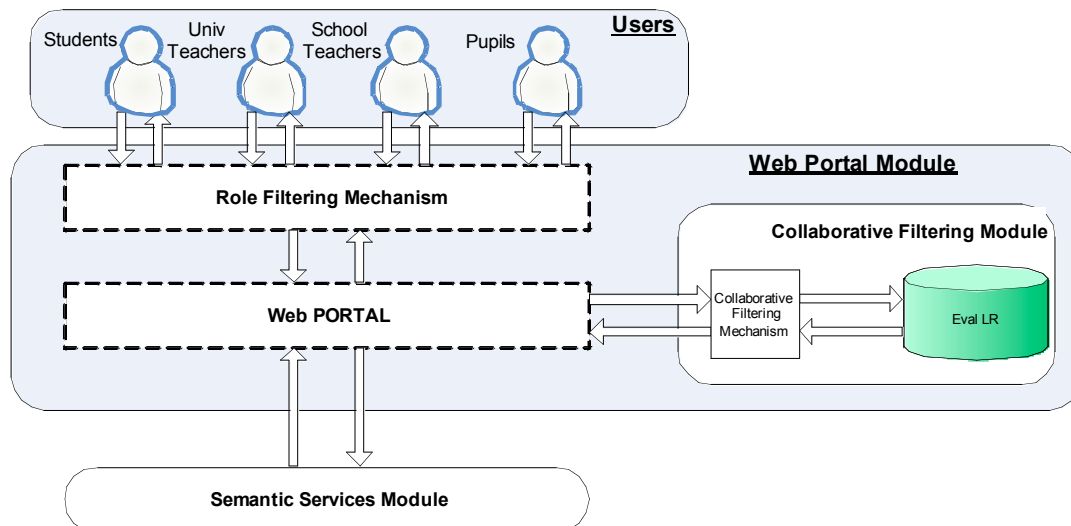 Users
Students
Univ
Teachers
School
Teachers
Pupils
Web Portal Module
Role Filtering Mechanism
Collaborative Filtering Module
Web PORTAL
Collaborative
Filtering
Mechanism
Eval LR
Semantic Services Module